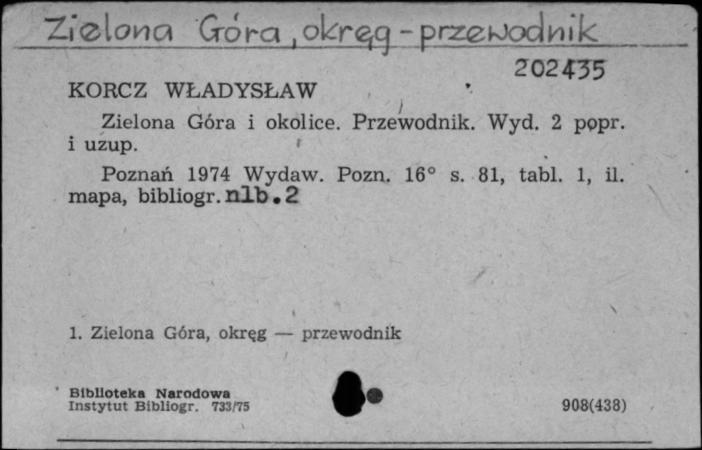 Zielona Góra, okręg - przewodnik
202435
KORCZ WŁADYSŁAW
Zielona Góra i okolice. Przewodnik. Wyd. 2 popr.
i uzup.
Poznań 1974 Wydaw. Pozn. 16° s. 81, tabl. 1, il.
mapa, bibliogr. nlb.2
1. Zielona Góra, okręg — przewodnik
Biblioteka Narodowa
Instytut Bibliogr. 733/75
908(438)